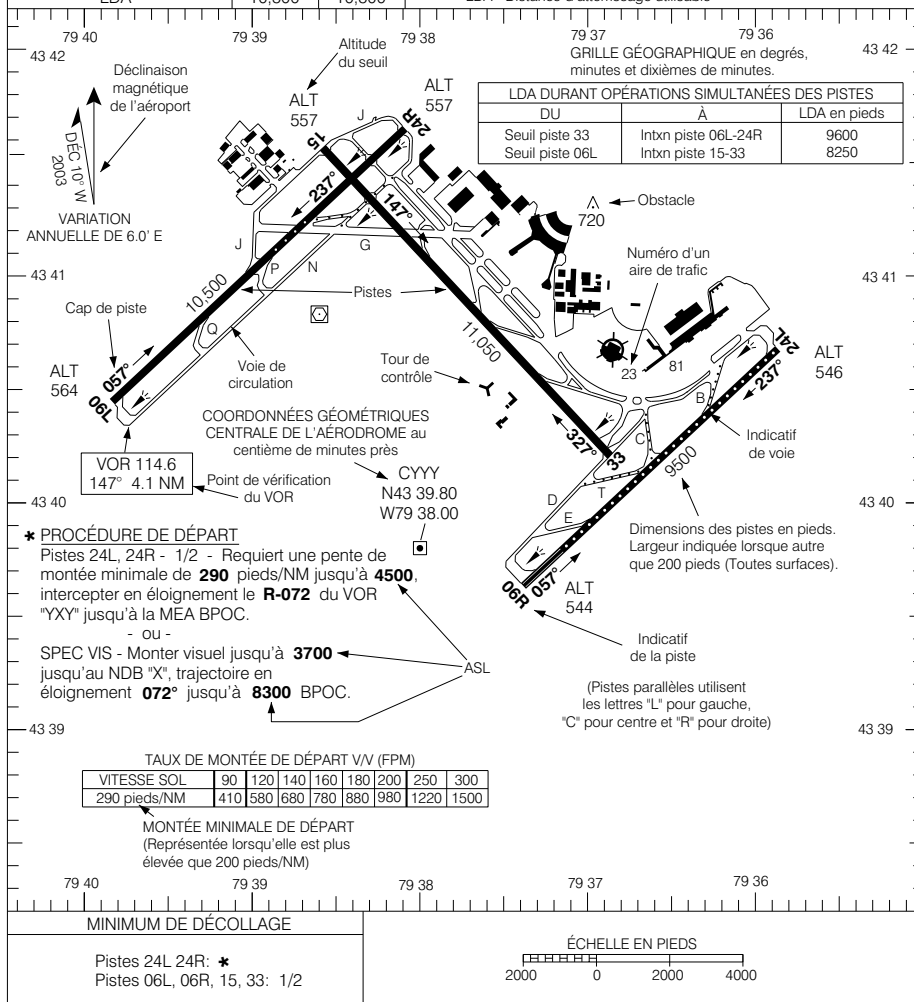 LDA 10,500 10,500
79 40 79 39 79 38 79 37 79 36
43 42 43 42
Altitude
du seuil
GRILLE GÉOGRAPHIQUE en degrés,
minutes et dixièmes de minutes.
Déclinaison
magnétique
de l'aéroport
DÉC 10° W
2003
VARIATION
ANNUELLE DE 6.0' E
ALT
557
ALT
557
LDA DURANT OPÉRATIONS SIMULTANÉES DES PISTES
DU À LDA en pieds
Seuil piste 33 Intxn piste 06L-24R 9600
Seuil piste 06L Intxn piste 15-33 8250
J
15
24R
237°
147°
720
Obstacle
J
P
N
G
Numéro d'un
aire de trafic
43 41 43 41
Cap de piste
10,500
Pistes
11,050
Q
Voie de
circulation
Tour de
contrôle
23
81
24L
ALT
546
237°
ALT
564
057°
06L
B
C
327°
33
Indicatif
de voie
9500
COORDONNÉES GÉOMÉTRIQUES
CENTRALE DE L'AÉRODROME au
centième de minutes près
CYYY
N43 39.80
W79 38.00
VOR 114.6
147° 4.1 NM
Point de vérification
du VOR
43 40 43 40
D
T
E
Dimensions des pistes en pieds.
Largeur indiquée lorsque autre
que 200 pieds (Toutes surfaces).
06R
057°
ALT
544
* PROCÉDURE DE DÉPART
Pistes 24L, 24R - 1/2 - Requiert une pente de
montée minimale de 290 pieds/NM jusqu'à 4500,
intercepter en éloignement le R-072 du VOR
"YXY" jusqu'à la MEA BPOC.
- ou -
SPEC VIS - Monter visuel jusqu'à 3700
jusqu'au NDB "X", trajectoire en
éloignement 072° jusqu'à 8300 BPOC.
ASL
Indicatif
de la piste
(Pistes parallèles utilisent
les lettres "L" pour gauche,
"C" pour centre et "R" pour droite)
43 39 43 39
TAUX DE MONTÉE DE DÉPART V/V (FPM)
VITESSE SOL 90 120 140 160 180 200 250 300
290 pieds/NM 410 580 680 780 880 980 1220 1500
MONTÉE MINIMALE DE DÉPART
(Représentée lorsqu'elle est plus
élevée que 200 pieds/NM)
79 40 79 39 79 38 79 37 79 36
MINIMUM DE DÉCOLLAGE
Pistes 24L 24R: *
Pistes 06L, 06R, 15, 33: 1/2
ÉCHELLE EN PIEDS
2000 0 2000 4000